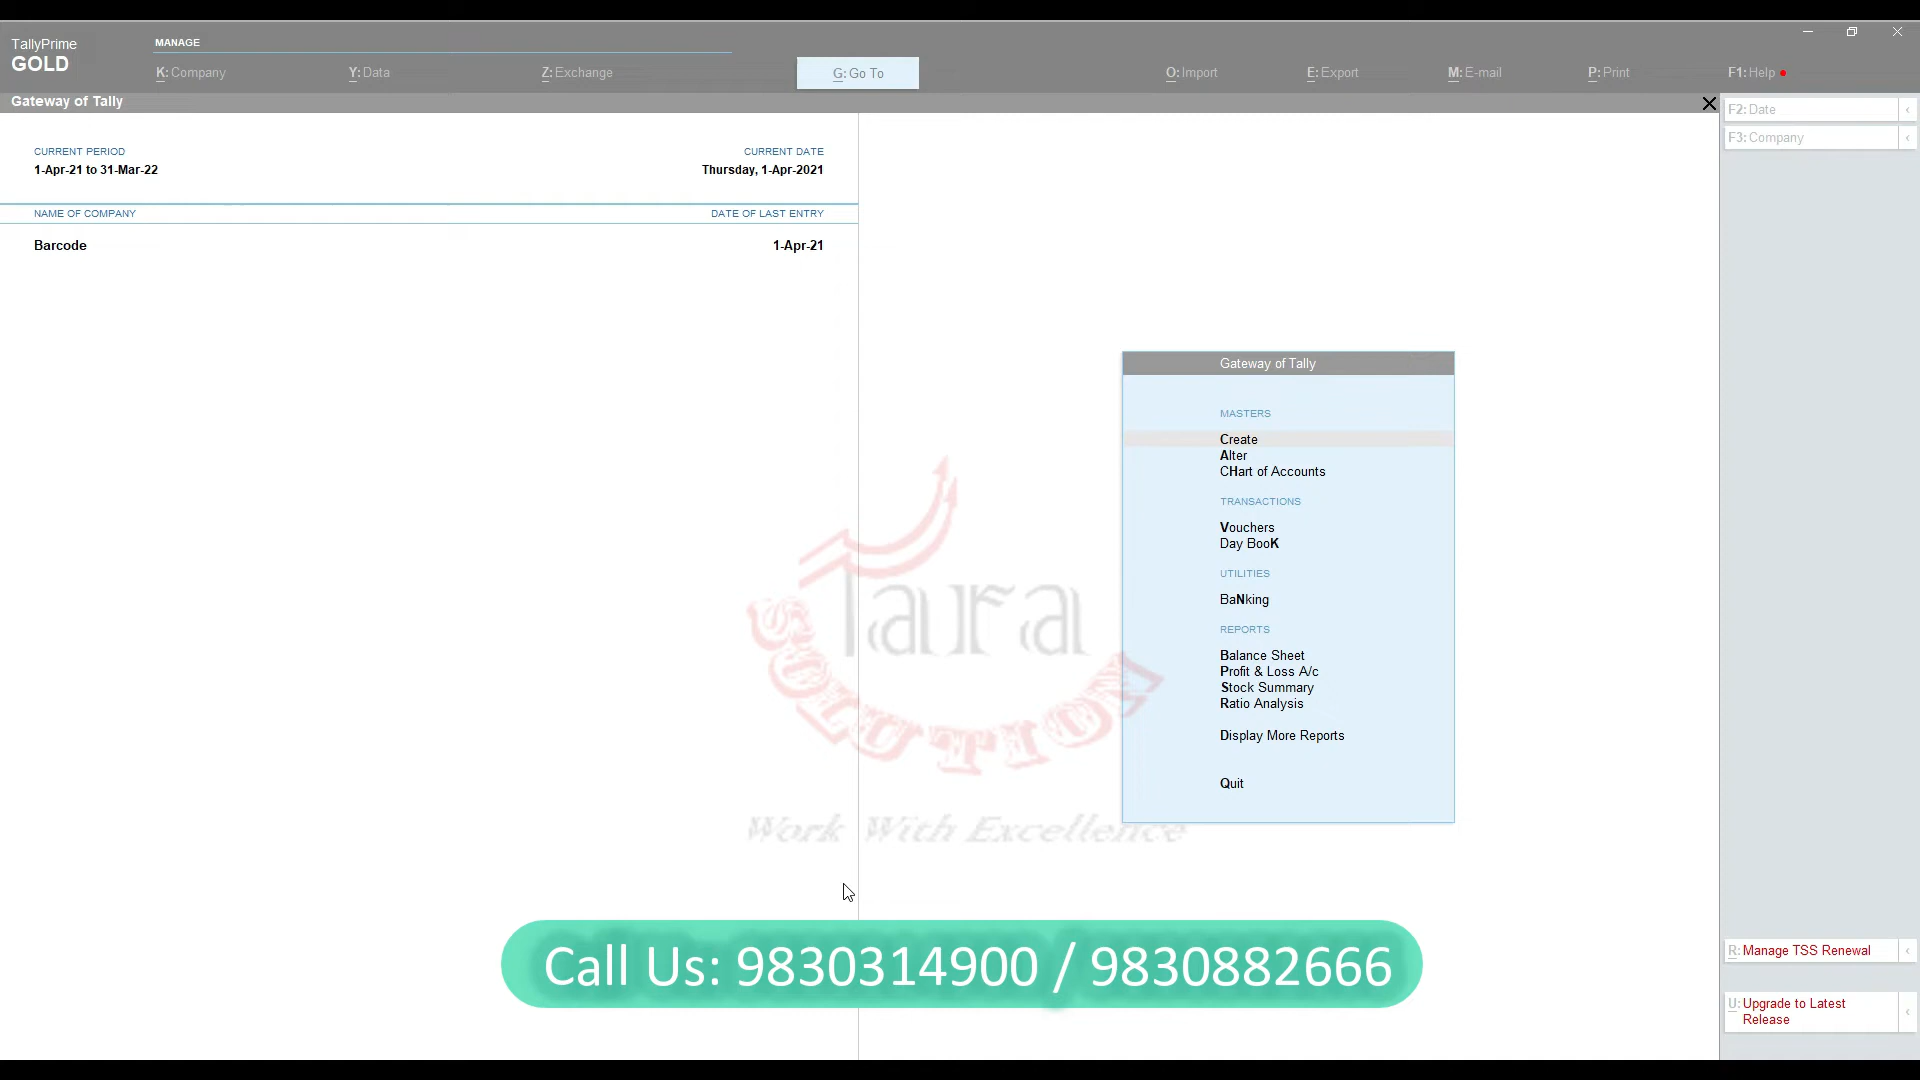 TallyPrime
GOLD
MANAGE
K: Company
Y: Data
Z: Exchange
G: Go To
O: Import
E: Export
M: E-mail
P: Print
F1: Help
Gateway of Tally
F2: Date
F3: Company
CURRENT PERIOD
CURRENT DATE
1-Apr-21 to 31-Mar-22
Thursday, 1-Apr-2021
NAME OF COMPANY
DATE OF LAST ENTRY
Barcode
1-Apr-21
Gateway of Tally
MASTERS
Create
Alter
CHart of Accounts
TRANSACTIONS
Vouchers
Day BooK
UTILITIES
BaNking
REPORTS
Balance Sheet
Profit & Loss A/c
Stock Summary
Ratio Analysis
Display More Reports
Quit
Tara
SOLUTION
Work With Excellence
Call Us: 9830314900 / 9830882666
R: Manage TSS Renewal
U: Upgrade to Latest
Release